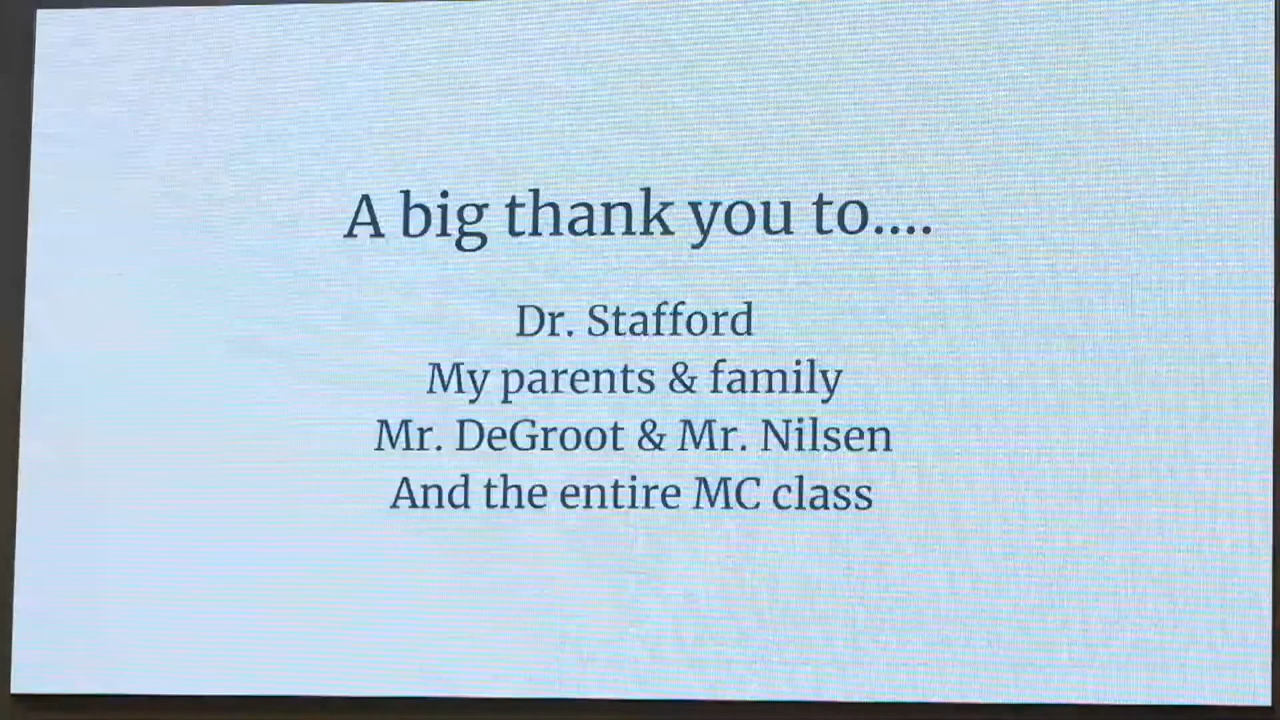 A big thank you to....
Dr. Stafford
My parents & family
Mr. DeGroot & Mr. Nilsen
And the entire MC class